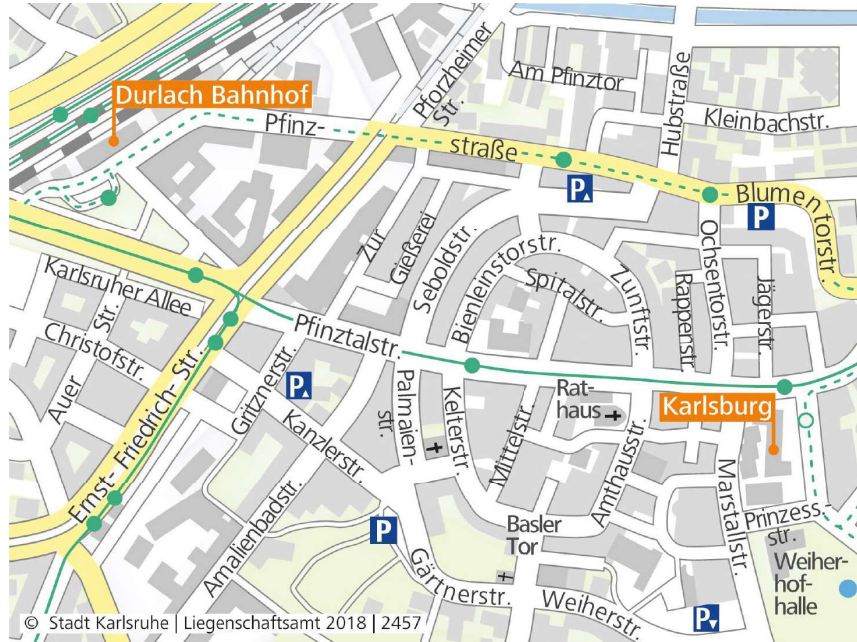 Durlach Bahnhof
Pfinz-
straße
Pforzheimer
Str.
Am Pfinztor
Hubstraße
Kleinbachstr.
P
P
Blumentorstr.
Karlsruher Allee
Zur
Gießerei
Seboldstr.
Bienleinstorstr.
Spitalstr.
Zunftstr.
Rappenstr.
Ochsentorstr.
Jägerstr.
Christofstr.
Auer
Str.
Ernst-Friedrich-Str.
Gritznerstr.
Pfinztalstr.
P
Palmaien-
str.
Kelterstr.
Mittelstr.
Rat-
haus
Karlsburg
Kanzlerstr.
Amalienbadstr.
P
Basler
Tor
Amthausstr.
Marstallstr.
Prinzess.-
str.
Weiher-
hof-
halle
Gärtnerstr.
Weiherstr.
P
© Stadt Karlsruhe | Liegenschaftsamt 2018 | 2457